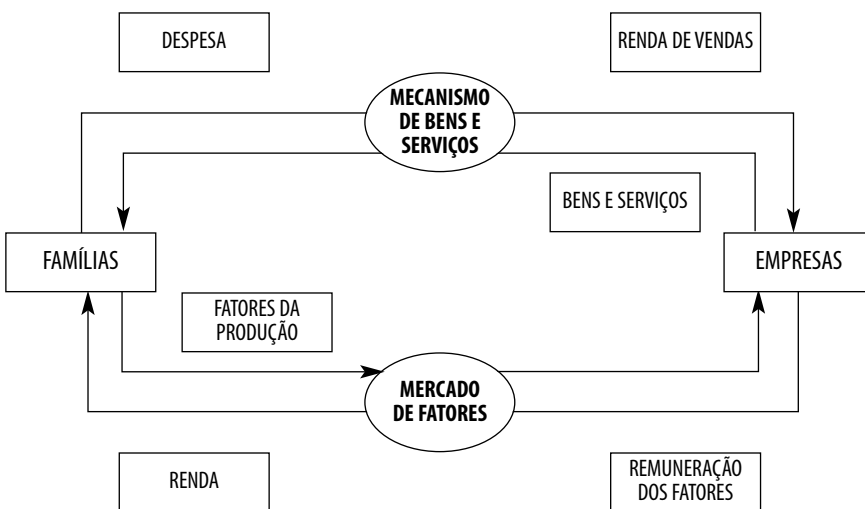 DESPESA
RENDA DE VENDAS
MECANISMO
DE BENS E
SERVIÇOS
BENS E SERVIÇOS
FAMÍLIAS
EMPRESAS
FATORES DA
PRODUÇÃO
MERCADO
DE FATORES
RENDA
REMUNERAÇÃO
DOS FATORES